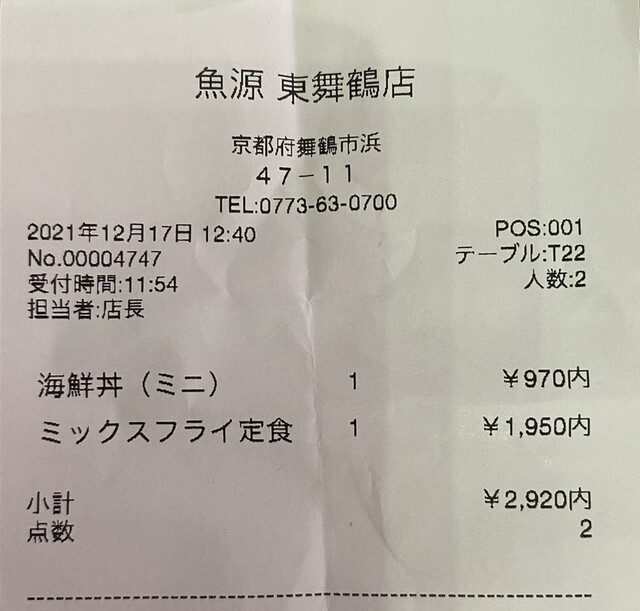 魚源 東舞鶴店
京都府舞鶴市浜
47-11
TEL:0773-63-0700
2021年12月17日 12:40 POS:001
No.00004747 テーブル:T22
受付時間:11:54 人数:2
担当者:店長
海鮮丼（ミニ） 1 ¥970内
ミックスフライ定食 1 ¥1,950内
小計 ¥2,920内
点数 2